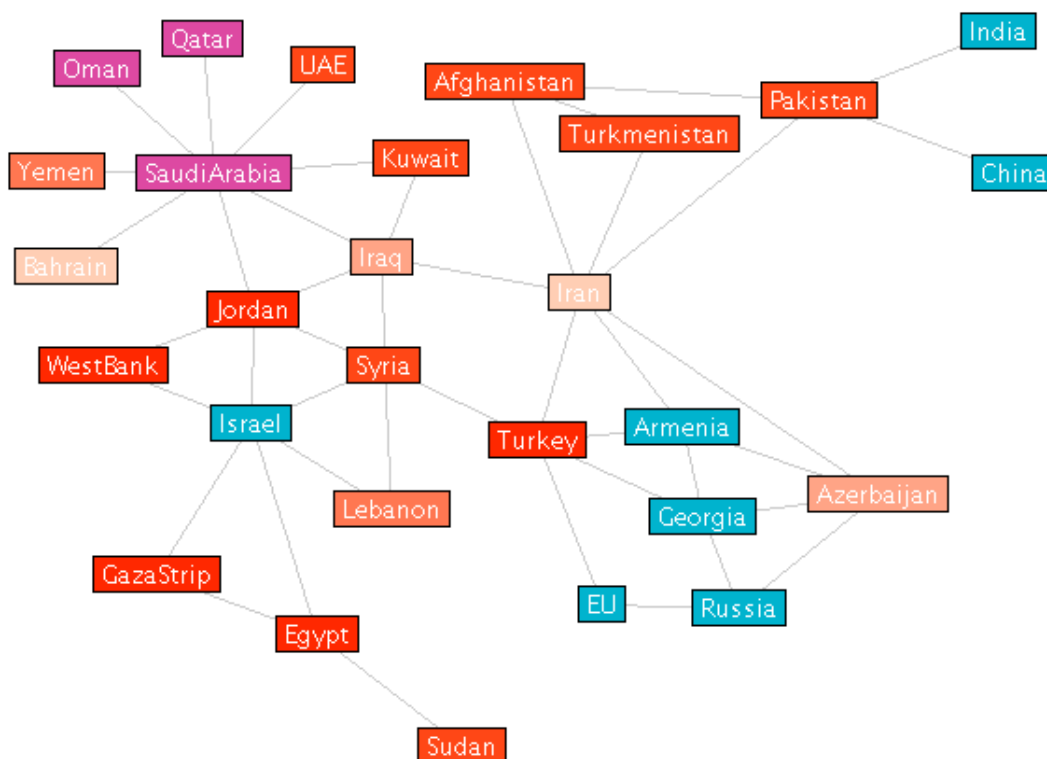 India
Qatar
Oman
UAE
Afghanistan
Pakistan
Turkmenistan
Kuwait
Yemen
SaudiArabia
China
Iraq
Bahrain
Iran
Jordan
WestBank
Syria
Israel
Armenia
Turkey
Azerbaijan
Lebanon
Georgia
GazaStrip
EU
Russia
Egypt
Sudan